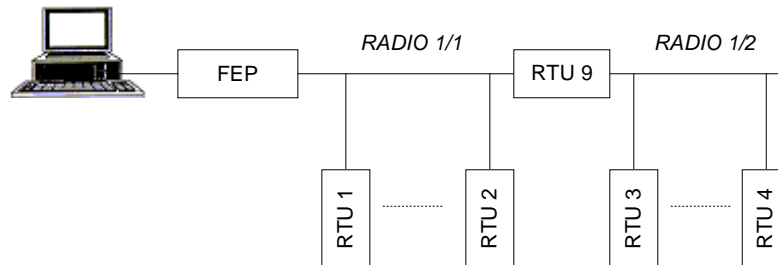 RADIO 1/1
RADIO 1/2
FEP
RTU 9
RTU 1
RTU 2
RTU 3
RTU 4